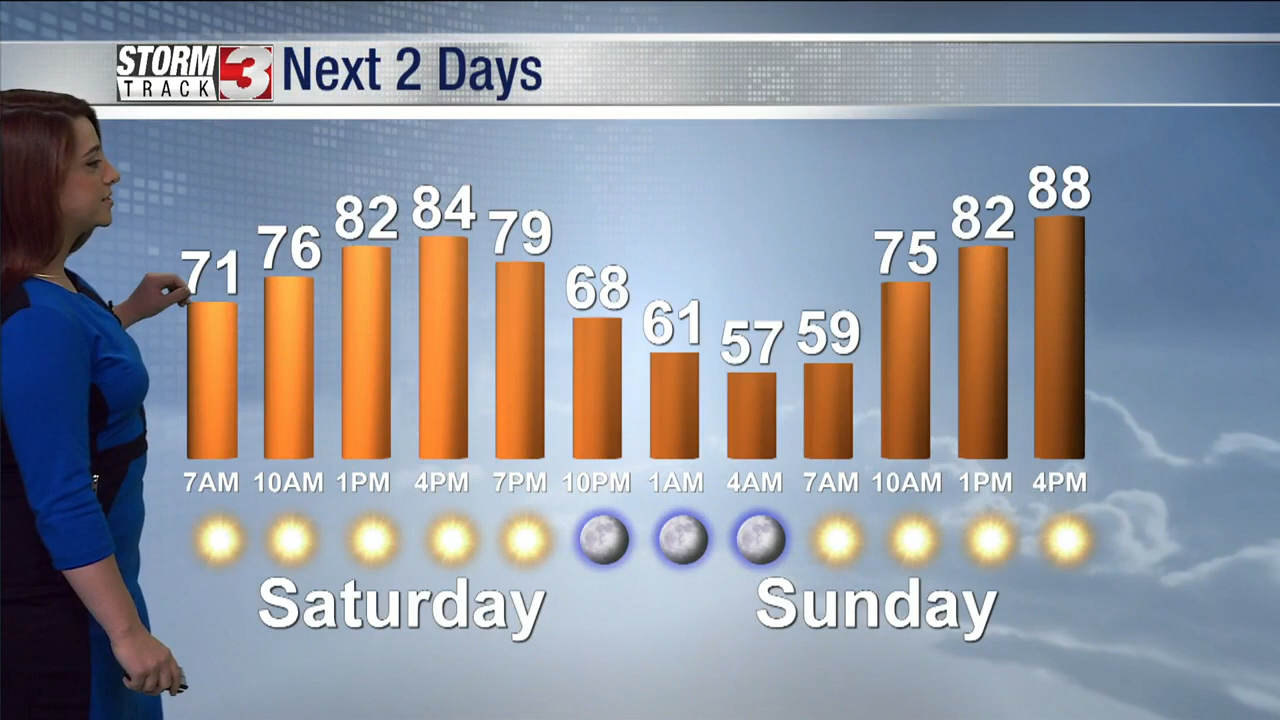 STORM
TRACK 3
Next 2 Days
71 76 82 84 79 68 61 57 59 75 82 88
7AM 10AM 1PM 4PM 7PM 10PM 1AM 4AM 7AM 10AM 1PM 4PM
Saturday Sunday